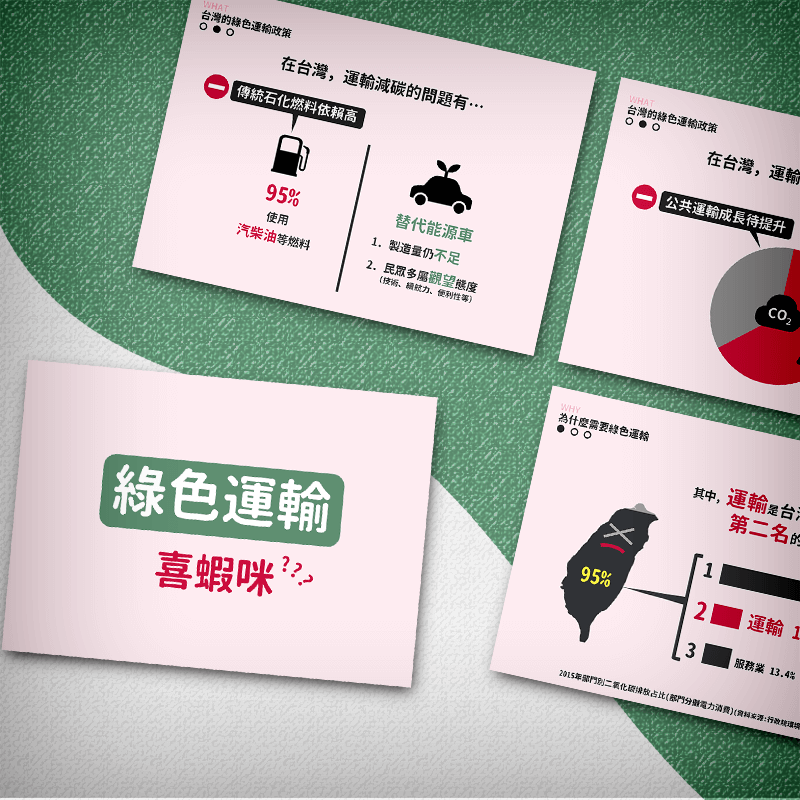 WHAT
台灣的綠色運輸政策
在台灣，運輸減碳的問題有…
傳統石化燃料依賴高
95%
使用
汽柴油等燃料
替代能源車
1. 製造量仍不足
2. 民眾多屬觀望態度
(技術、續航力、便利性等)
WHAT
台灣的綠色運輸政策
在台灣，運輸
公共運輸成長待提升
CO2
綠色運輸
喜蝦咪???
WHY
為什麼需要綠色運輸
其中，運輸是台
第二名的
95%
1
2 運輸 1
3 服務業 13.4%
2015年部門別二氧化碳排放占比(部門分攤電力消費)(資料來源:行政院環境